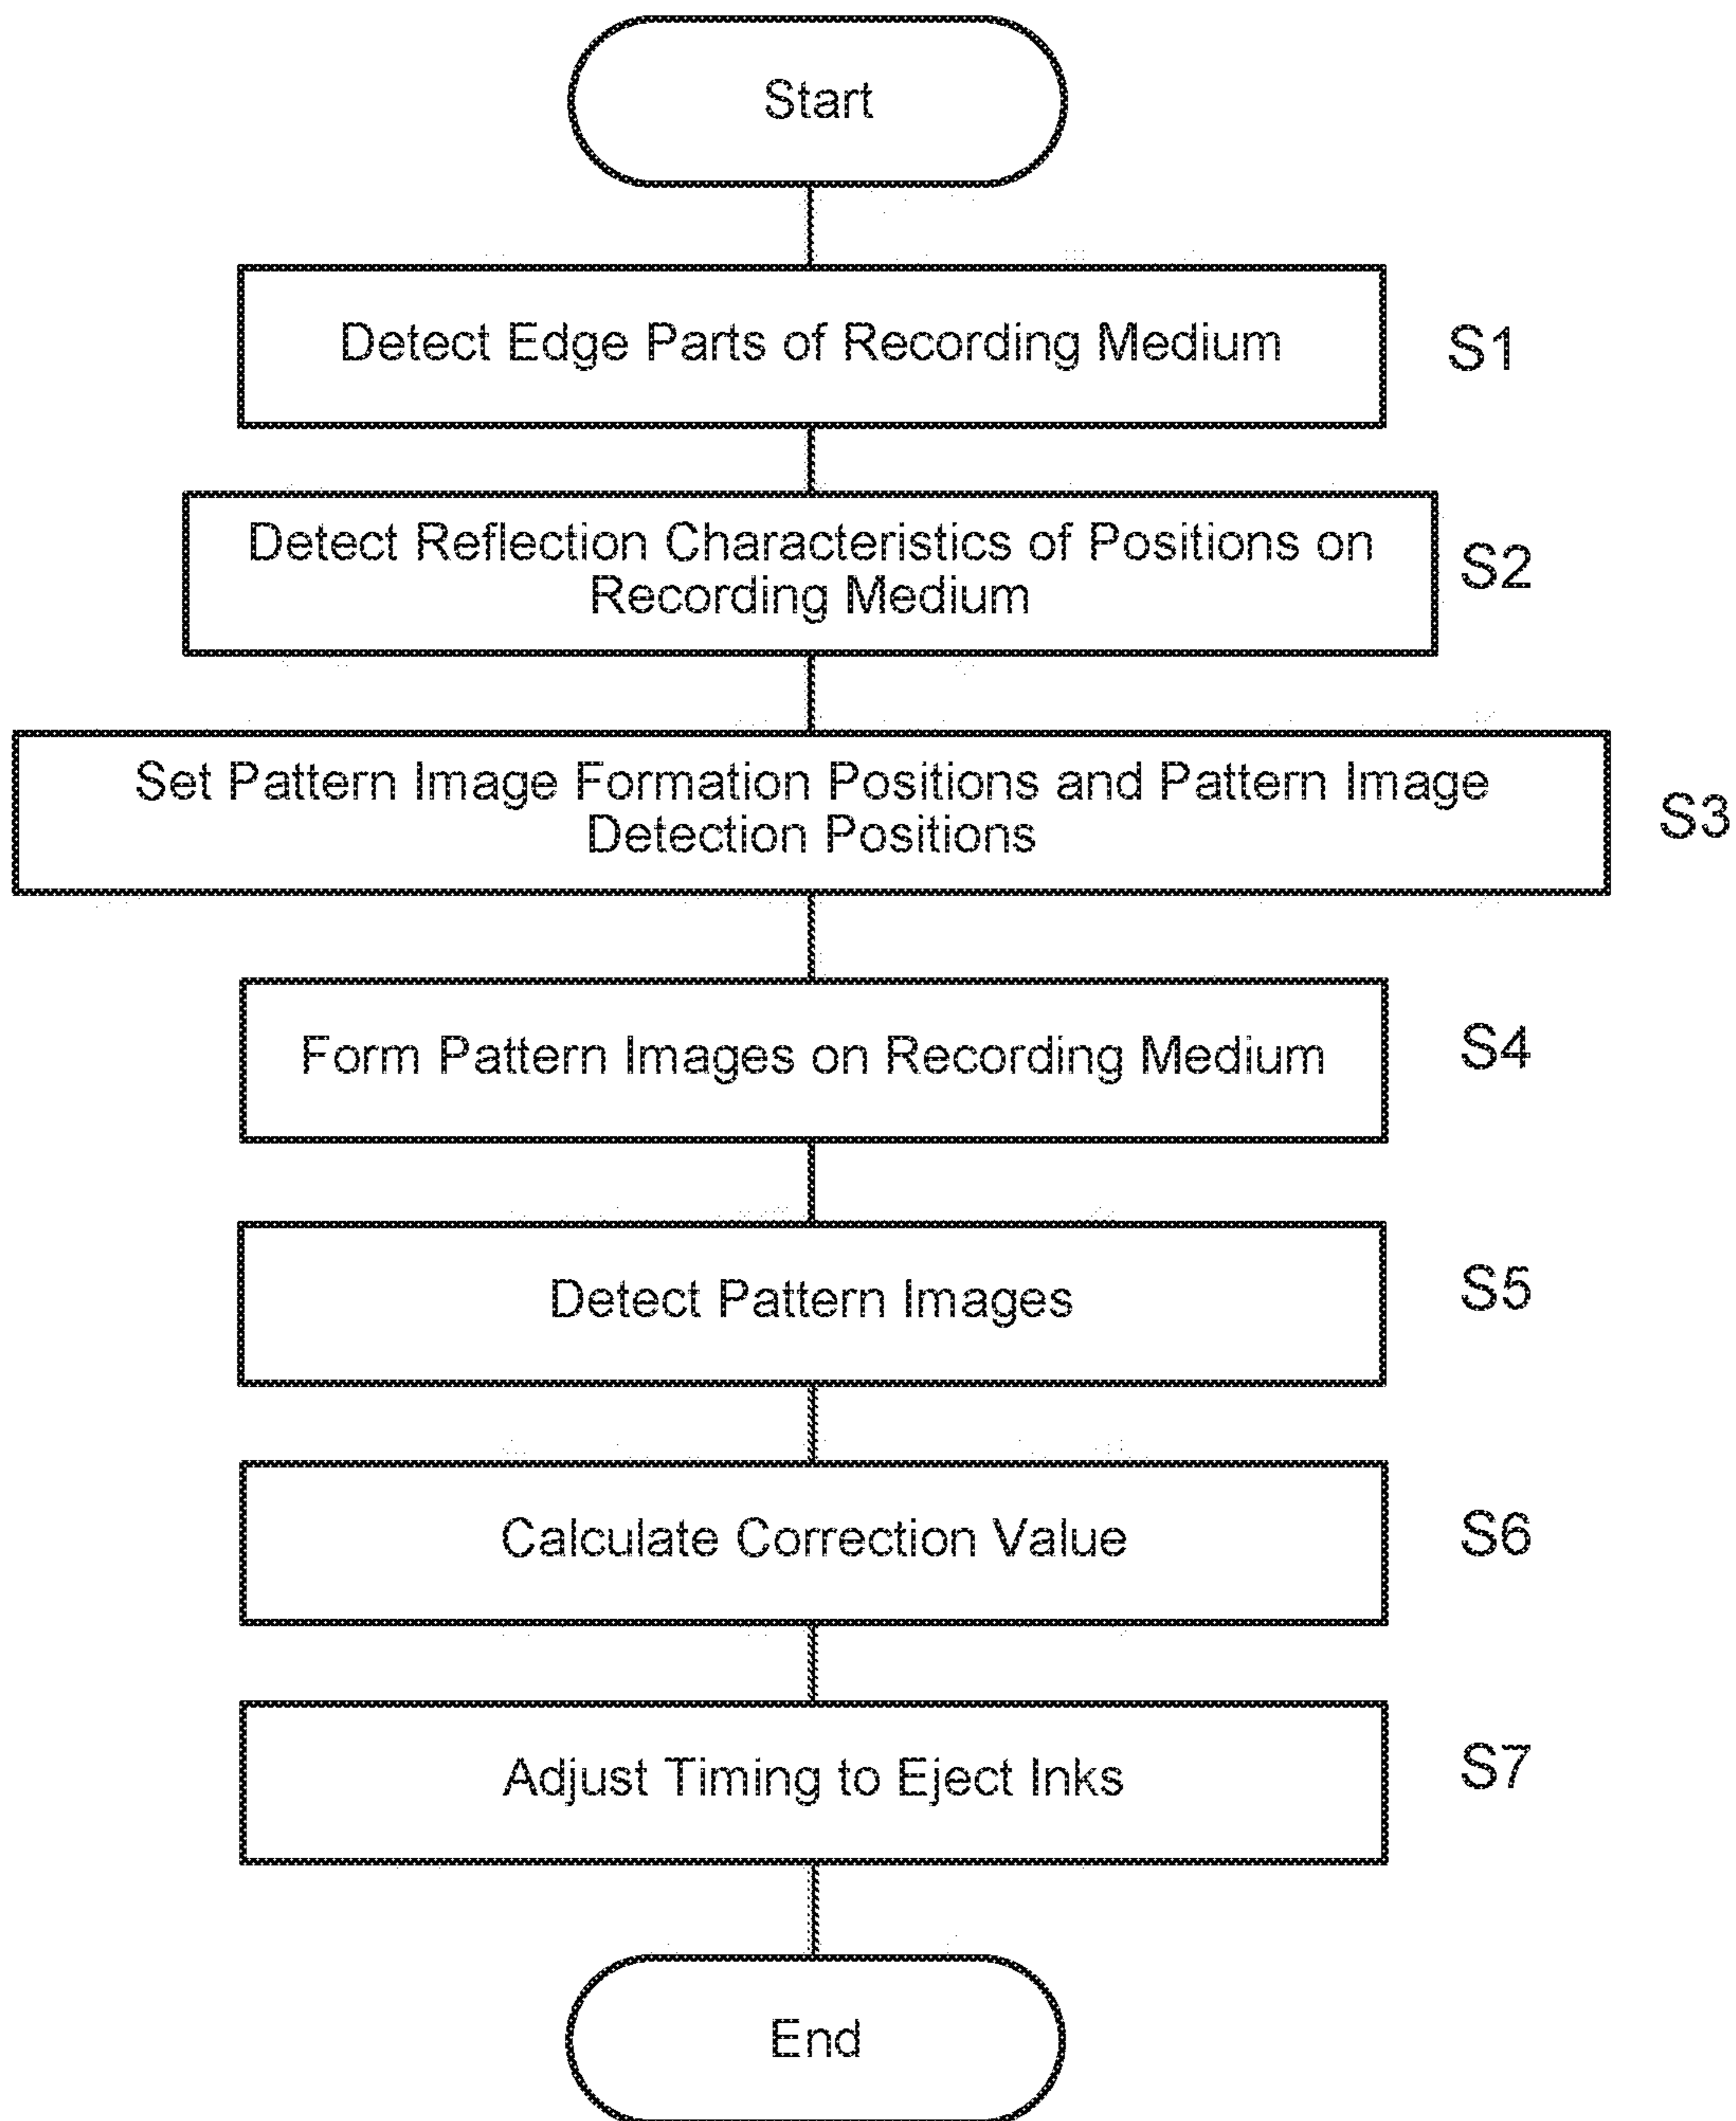 Start
Detect Edge Parts of Recording Medium
S1
Detect Reflection Characteristics of Positions on
Recording Medium
S2
Set Pattern Image Formation Positions and Pattern Image
Detection Positions
S3
Form Pattern Images on Recording Medium
S4
Detect Pattern Images
S5
Calculate Correction Value
S6
Adjust Timing to Eject Inks
S7
End